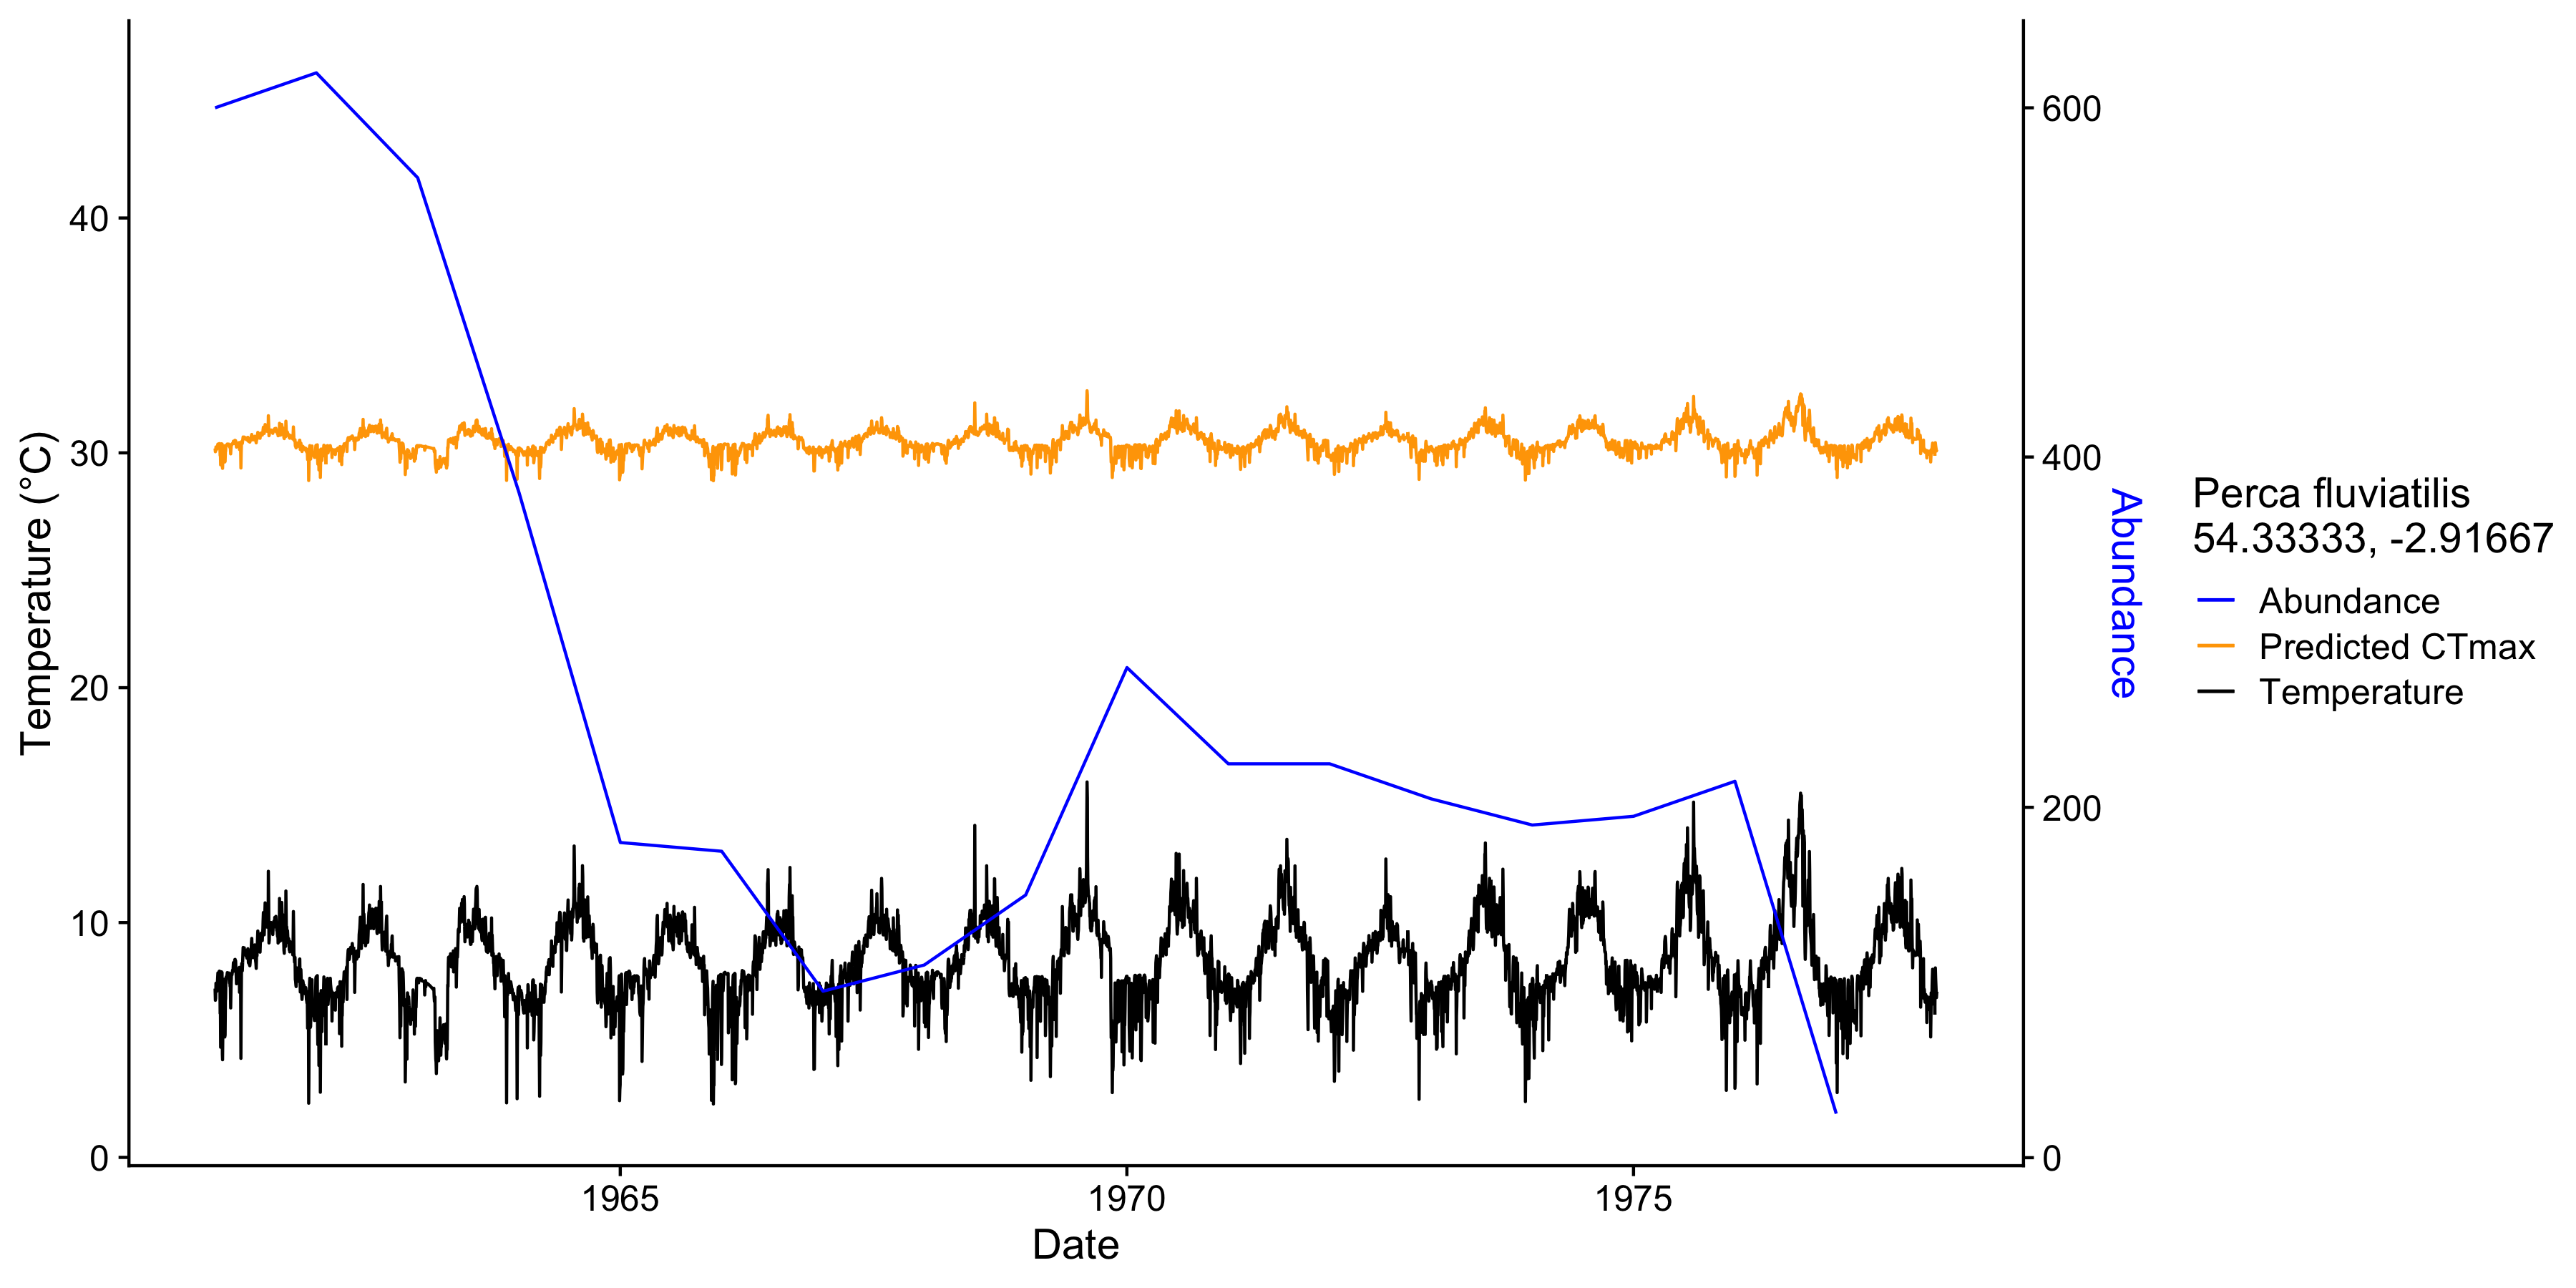 Temperature (°C)
40
30
20
10
0
1965
1970
1975
Date
600
400
200
0
Abundance
Perca fluviatilis
54.33333, -2.91667
Abundance
Predicted CTmax
Temperature